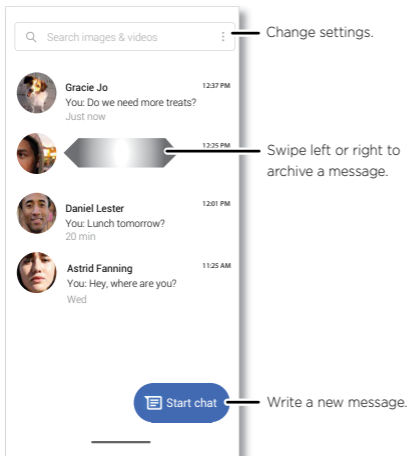 Search images & videos
Change settings.
Gracie Jo
12:37 PM
You: Do we need more treats?
Just now
12:25 PM
Swipe left or right to
archive a message.
Daniel Lester
12:01 PM
You: Lunch tomorrow?
20 min
Astrid Fanning
11:25 AM
You: Hey, where are you?
Wed
Start chat
Write a new message.